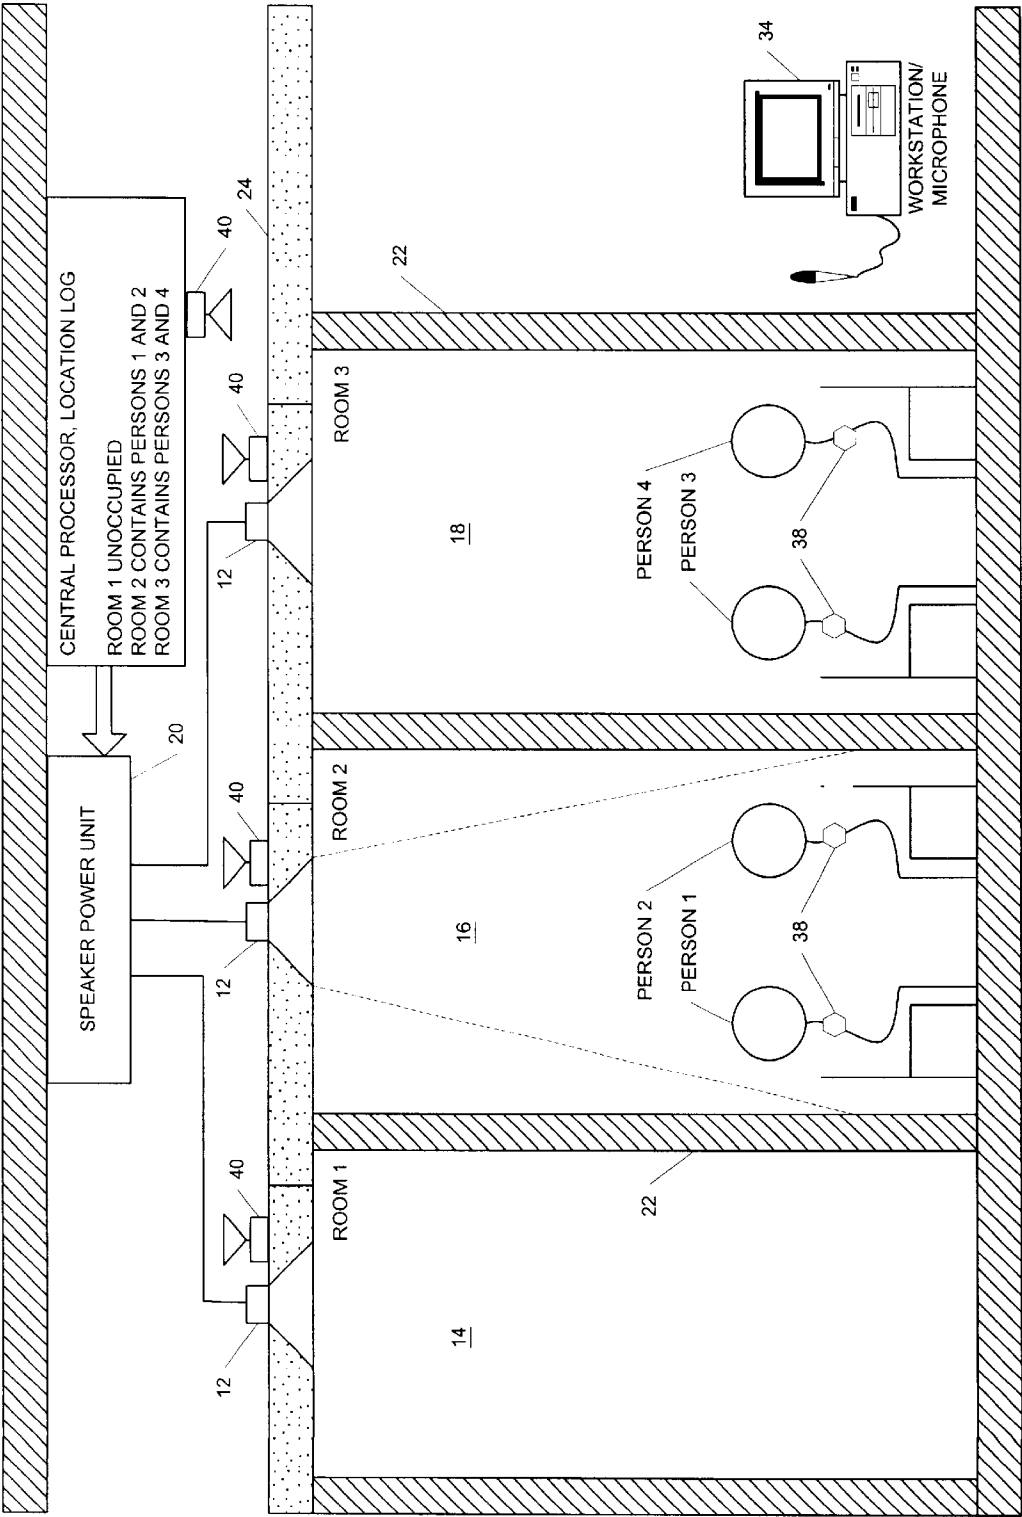 SPEAKER POWER UNIT
20
CENTRAL PROCESSOR, LOCATION LOG
ROOM 1 UNOCCUPIED
ROOM 2 CONTAINS PERSONS 1 AND 2
ROOM 3 CONTAINS PERSONS 3 AND 4
40
12
40
12
40
12
40
24
ROOM 1
ROOM 2
ROOM 3
22
14
16
18
22
PERSON 2
PERSON 1
38
PERSON 4
PERSON 3
38
34
WORKSTATION/
MICROPHONE